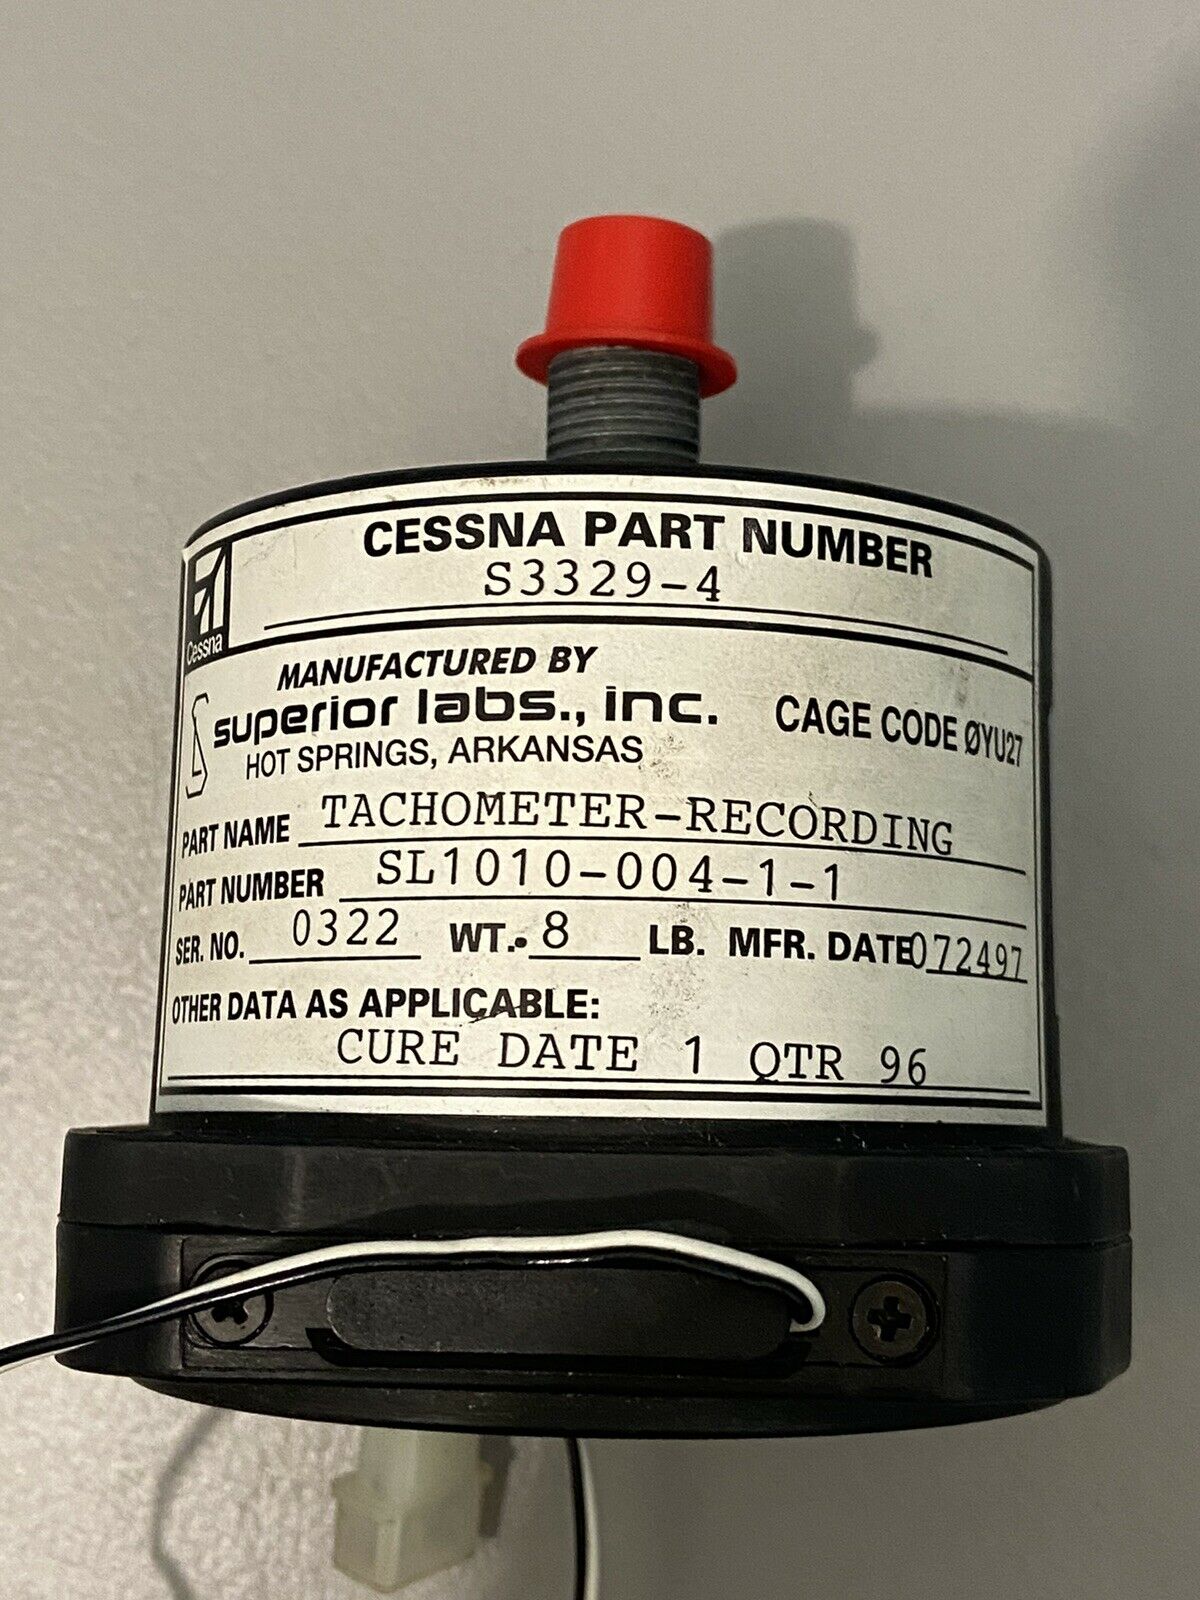 CESSNA PART NUMBER
S3329-4
Cessna
MANUFACTURED BY
superior labs., inc.
HOT SPRINGS, ARKANSAS
CAGE CODE ØYU27
PART NAME TACHOMETER-RECORDING
PART NUMBER SL1010-004-1-1
SER. NO. 0322 WT. .8 LB. MFR. DATE 072497
OTHER DATA AS APPLICABLE:
CURE DATE 1 QTR 96